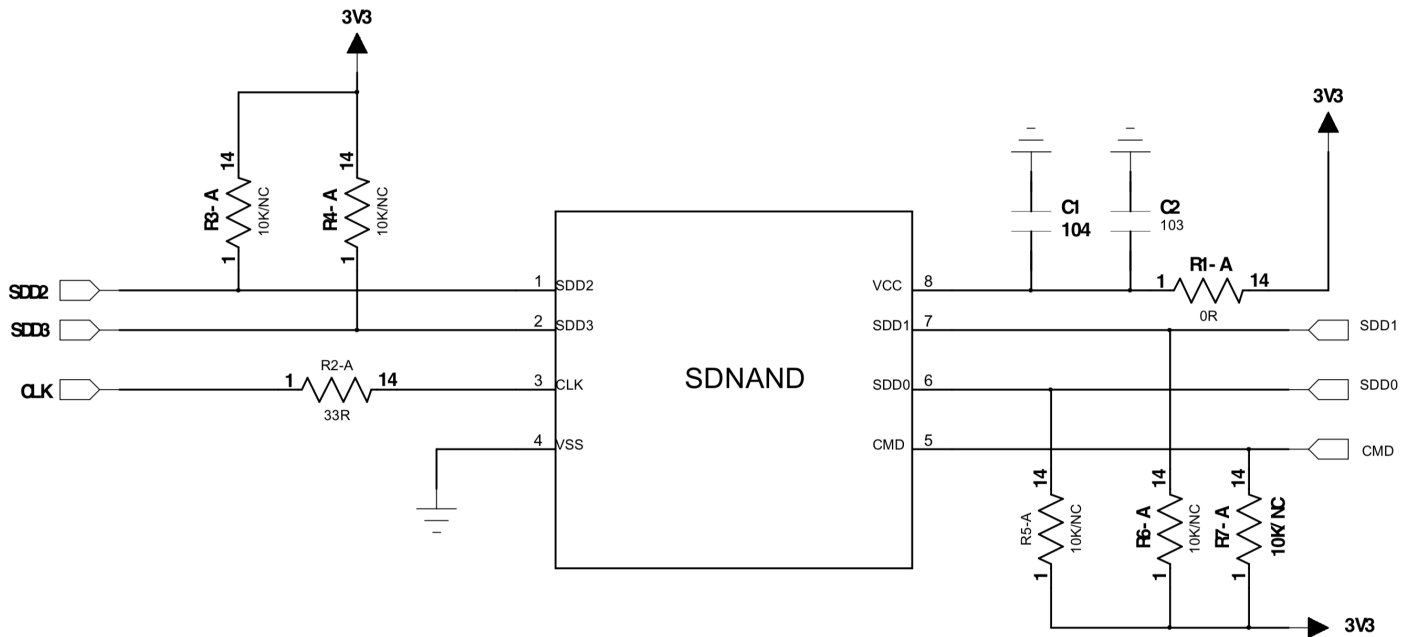 3V3
3V3
14
14
R3-A
10K/NC
R4-A
10K/NC
1
1
C1
104
C2
103
R1-A
1
14
0R
SDD2
1
SDD2
VCC
8
SDD3
2
SDD3
SDD1
7
SDD1
R2-A
1
14
33R
CLK
3
CLK
SDNAND
SDD0
6
SDD0
4
VSS
CMD
5
CMD
14
14
14
R5-A
10K/NC
R6-A
10K/NC
R7-A
10K/NC
1
1
1
3V3